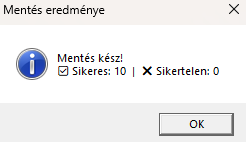 Mentés eredménye
Mentés kész!
☑ Sikeres: 10 | ✕ Sikertelen: 0
OK